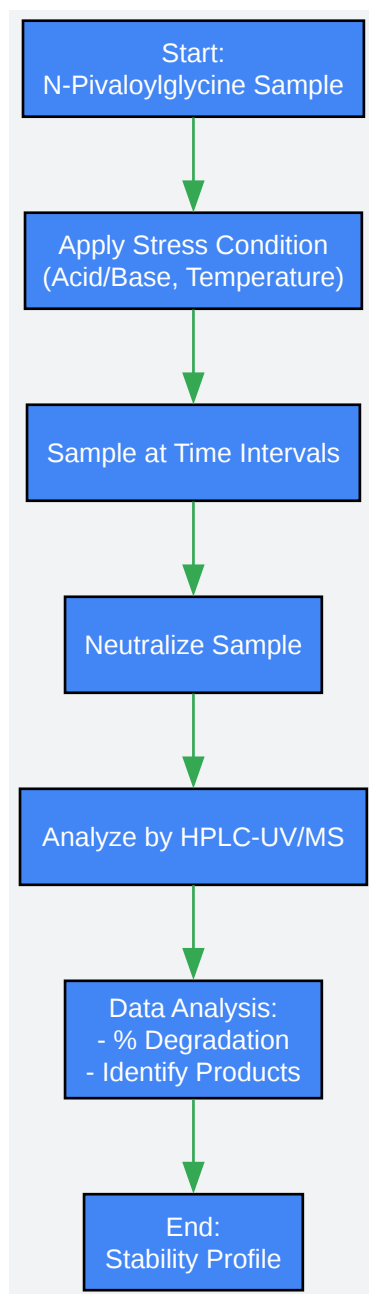 Start:
N-Pivaloylglycine Sample
Apply Stress Condition
(Acid/Base, Temperature)
Sample at Time Intervals
Neutralize Sample
Analyze by HPLC-UV/MS
Data Analysis:
- % Degradation
- Identify Products
End:
Stability Profile